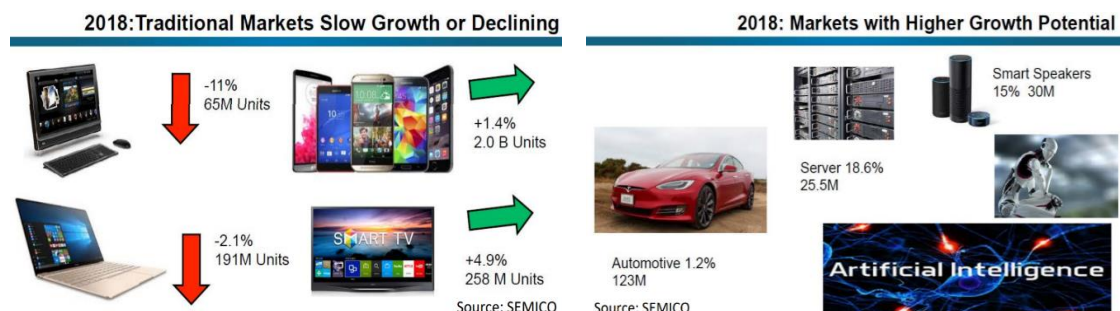 2018:Traditional Markets Slow Growth or Declining
-11%
65M Units
+1.4%
2.0 B Units
-2.1%
191M Units
SMART TV
+4.9%
258 M Units
Source: SEMICO
2018: Markets with Higher Growth Potential
Smart Speakers
15% 30M
Server 18.6%
25.5M
Automotive 1.2%
123M
Artificial Intelligence
Source: SEMICO